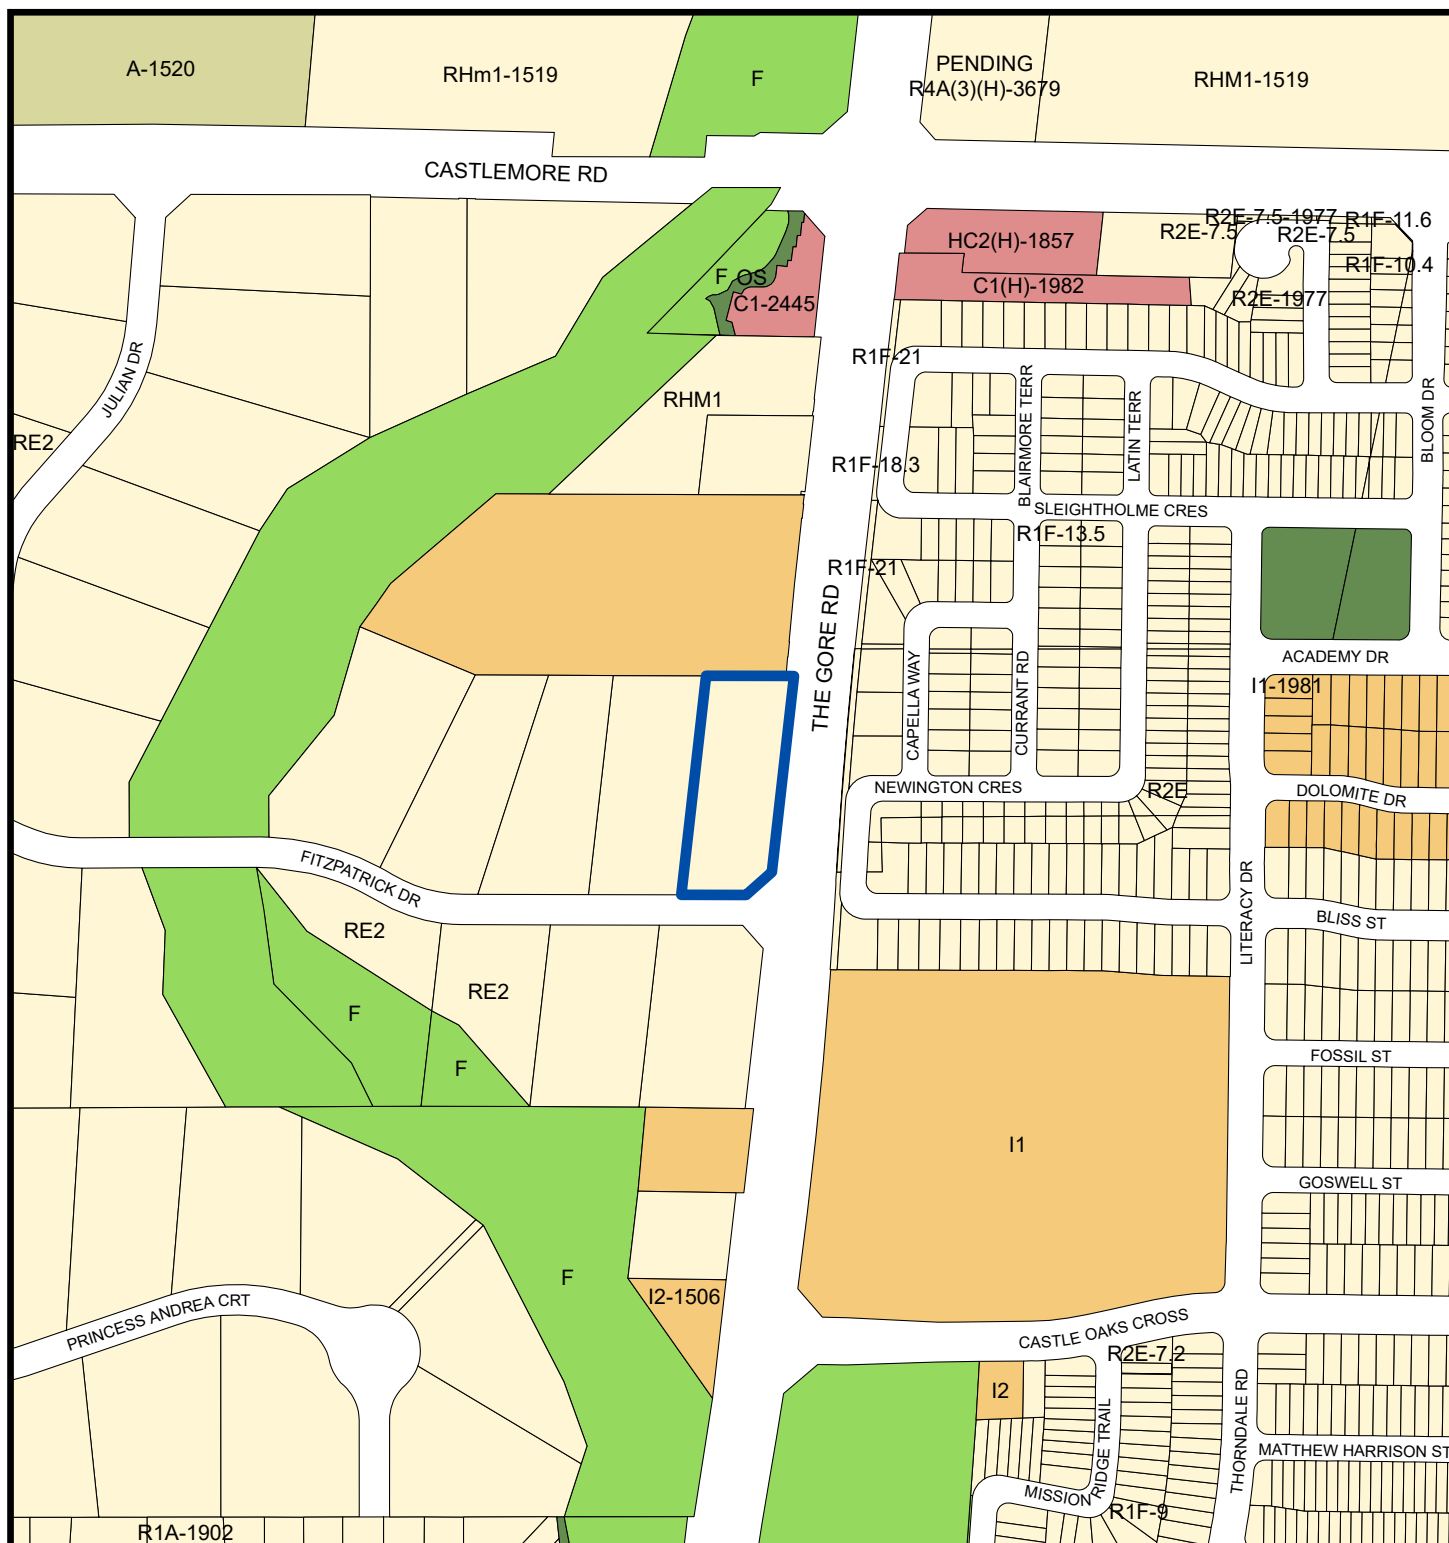 A-1520
RHm1-1519
F
PENDING
R4A(3)(H)-3679
RHM1-1519
CASTLEMORE RD
R2E-7.5-1977
R1F-11.6
R2E-7.5
R2E-7.5
HC2(H)-1857
R1F-10.4
F
OS
C1(H)-1982
R2E-1977
C1-2445
R1F-21
JULIAN DR
RHM1
BLAIRMORE TERR
LATIN TERR
BLOOM DR
RE2
R1F-18.3
SLEIGHTHOLME CRES
R1F-13.5
R1F-21
THE GORE RD
ACADEMY DR
I1-1981
CAPELLA WAY
CURRANT RD
NEWINGTON CRES
R2E
DOLOMITE DR
FITZPATRICK DR
LITERACY DR
BLISS ST
RE2
RE2
F
F
FOSSIL ST
I1
GOSWELL ST
F
I2-1506
PRINCESS ANDREA CRT
CASTLE OAKS CROSS
R2E-7.2
I2
THORNDALE RD
MATTHEW HARRISON ST
MISSION RIDGE TRAIL
R1F-9
R1A-1902